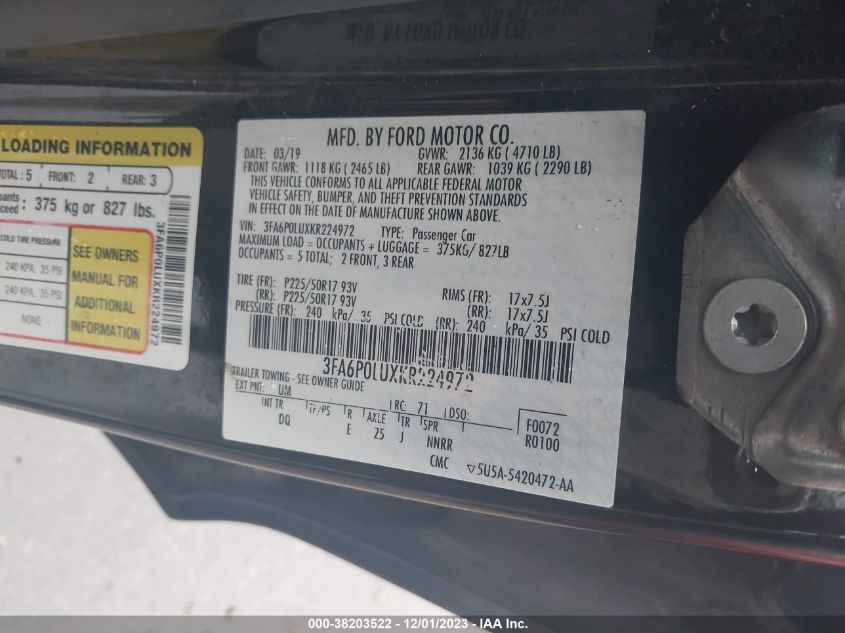 LOADING INFORMATION
TOTAL: 5 FRONT: 2 REAR: 3
375 kg or 827 lbs.
COLD TIRE PRESSURE
240 KPA, 35 PSI
240 KPA, 35 PSI
NONE
SEE OWNERS
MANUAL FOR
ADDITIONAL
INFORMATION
3FA6P0LUXKR224972
MFD. BY FORD MOTOR CO.
DATE: 03/19 GVWR: 2136 KG ( 4710 LB)
FRONT GAWR: 1118 KG ( 2465 LB) REAR GAWR: 1039 KG ( 2290 LB)
THIS VEHICLE CONFORMS TO ALL APPLICABLE FEDERAL MOTOR
VEHICLE SAFETY, BUMPER, AND THEFT PREVENTION STANDARDS
IN EFFECT ON THE DATE OF MANUFACTURE SHOWN ABOVE.
VIN: 3FA6P0LUXKR224972 TYPE: Passenger Car
MAXIMUM LOAD = OCCUPANTS + LUGGAGE = 375KG/ 827LB
OCCUPANTS = 5 TOTAL; 2 FRONT, 3 REAR
TIRE (FR): P225/50R17 93V RIMS (FR): 17x7.5J
(RR): P225/50R17 93V (RR): 17x7.5J
PRESSURE (FR): 240 kPa/ 35 PSI COLD (RR): 240 kPa/ 35 PSI COLD
3FA6P0LUXKR224972
TRAILER TOWING - SEE OWNER GUIDE
EXT PNT: UM RC: 71 DSO:
INT TR TP/PS R AXLE TR SPR F0072
DQ E 25 J NNRR R0100
CMC 5U5A-5420472-AA
000-38203522 - 12/01/2023 - IAA Inc.